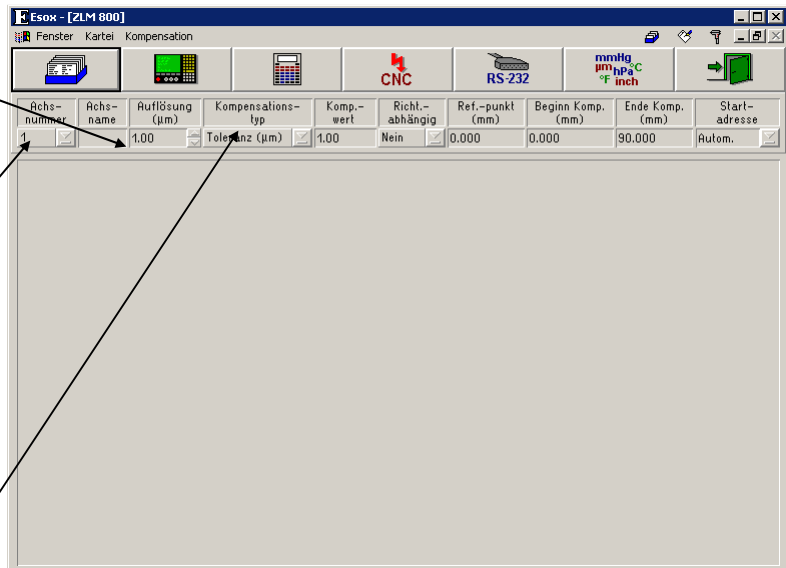 Esox - [ZLM 800]
Fenster Kartei Kompensation
CNC
RS-232
mmHg
µm hPa °C
°F inch
Achs-nummer
Achs-name
Auflösung (µm)
Kompensations-typ
Komp.-wert
Richt.-abhängig
Ref.-punkt (mm)
Beginn Komp. (mm)
Ende Komp. (mm)
Start-adresse
1 1.00 Toleranz (µm) 1.00 Nein 0.000 0.000 90.000 Autom.